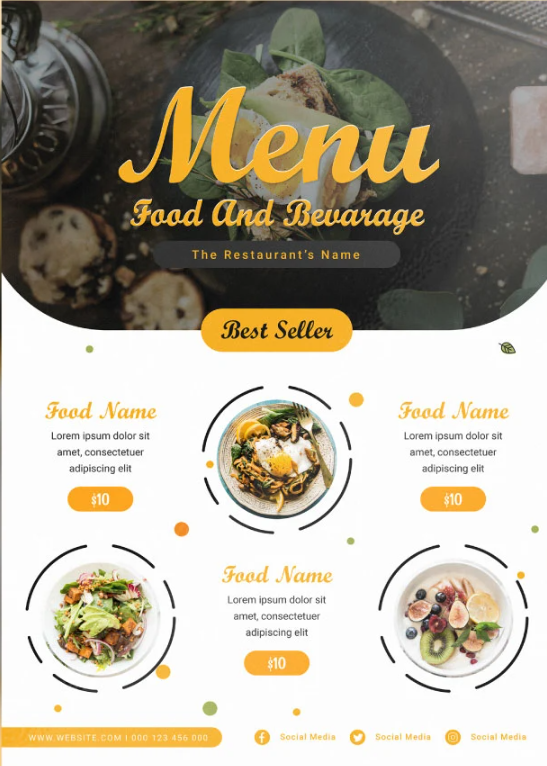 Menu
Food And Bevarage
The Restaurant's Name
Best Seller
Food Name
Lorem ipsum dolor sit
amet, consectetuer
adipiscing elit
$10
Food Name
Lorem ipsum dolor sit
amet, consectetuer
adipiscing elit
$10
Food Name
Lorem ipsum dolor sit
amet, consectetuer
adipiscing elit
$10
WWW.WEBSITE.COM | 000 123 456 000
Social Media
Social Media
Social Media